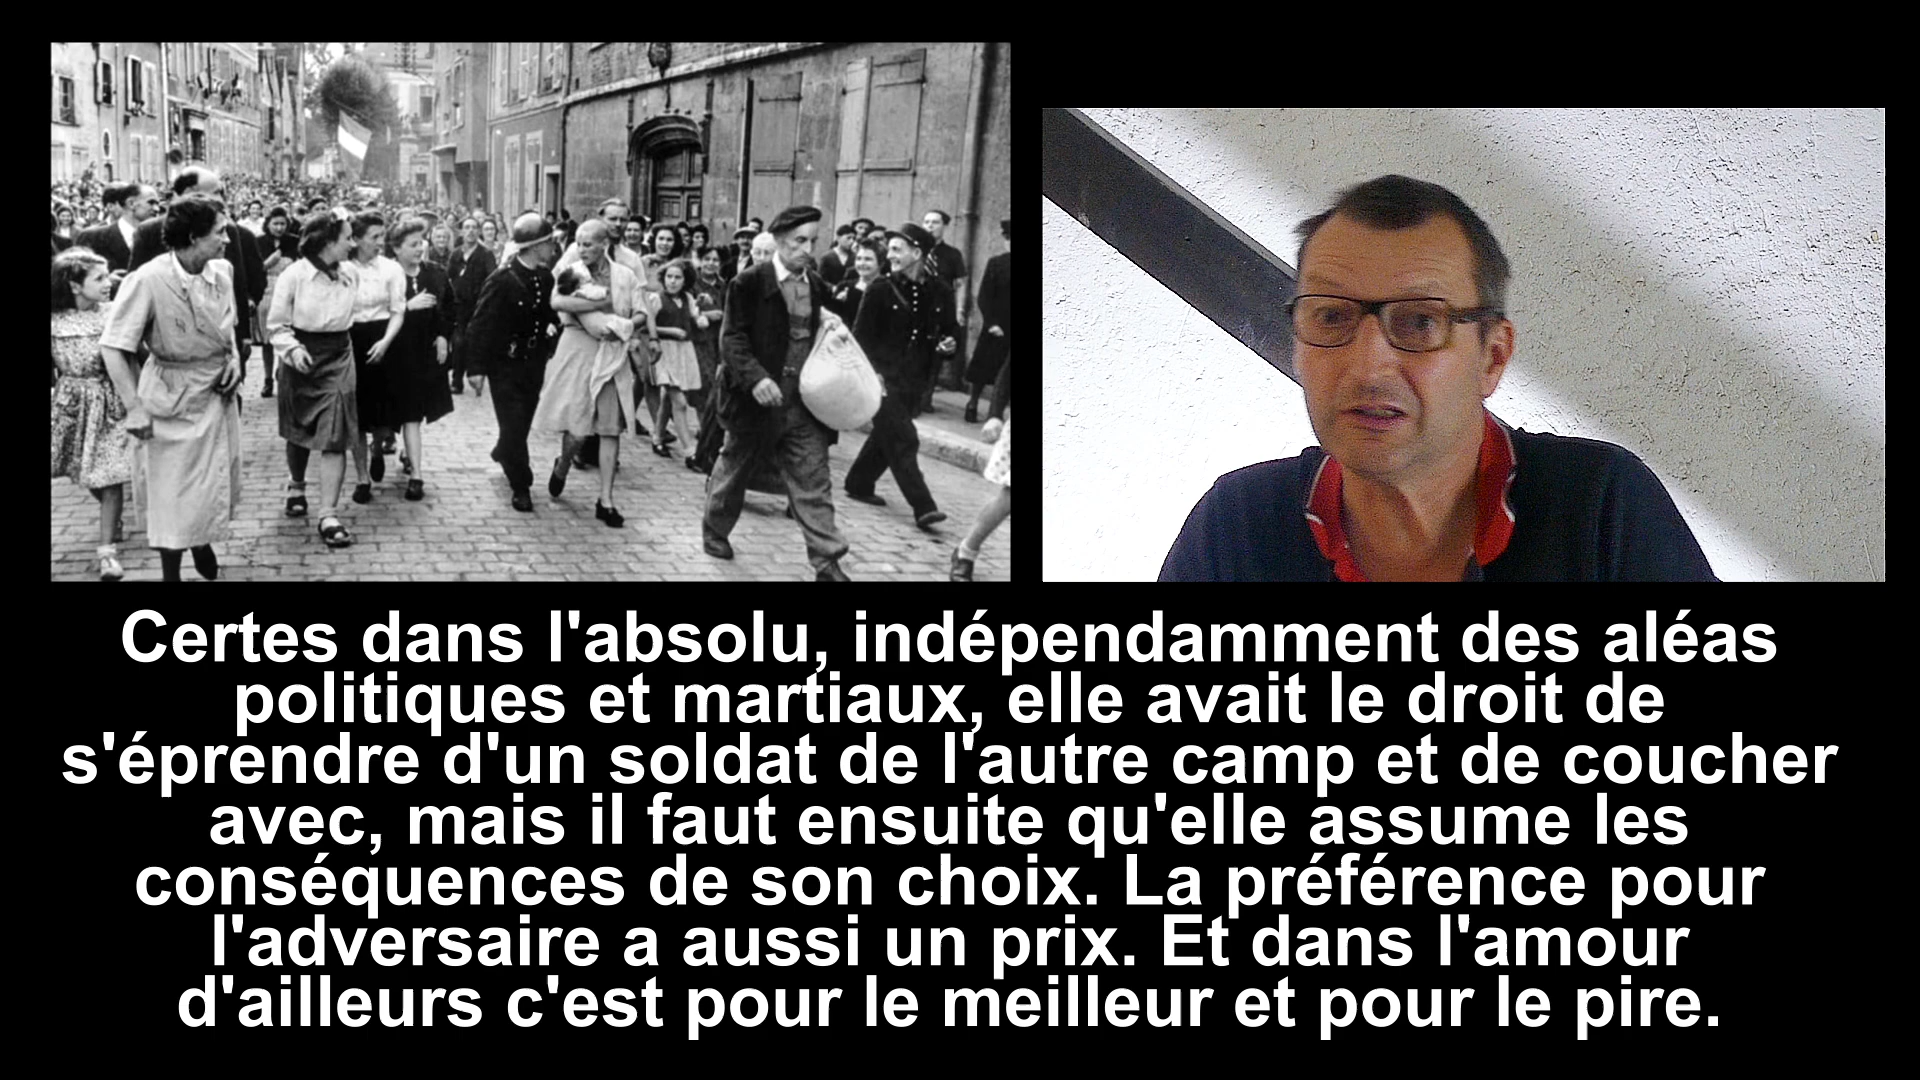 Certes dans l'absolu, indépendamment des aléas
politiques et martiaux, elle avait le droit de
s'éprendre d'un soldat de l'autre camp et de coucher
avec, mais il faut ensuite qu'elle assume les
conséquences de son choix. La préférence pour
l'adversaire a aussi un prix. Et dans l'amour
d'ailleurs c'est pour le meilleur et pour le pire.